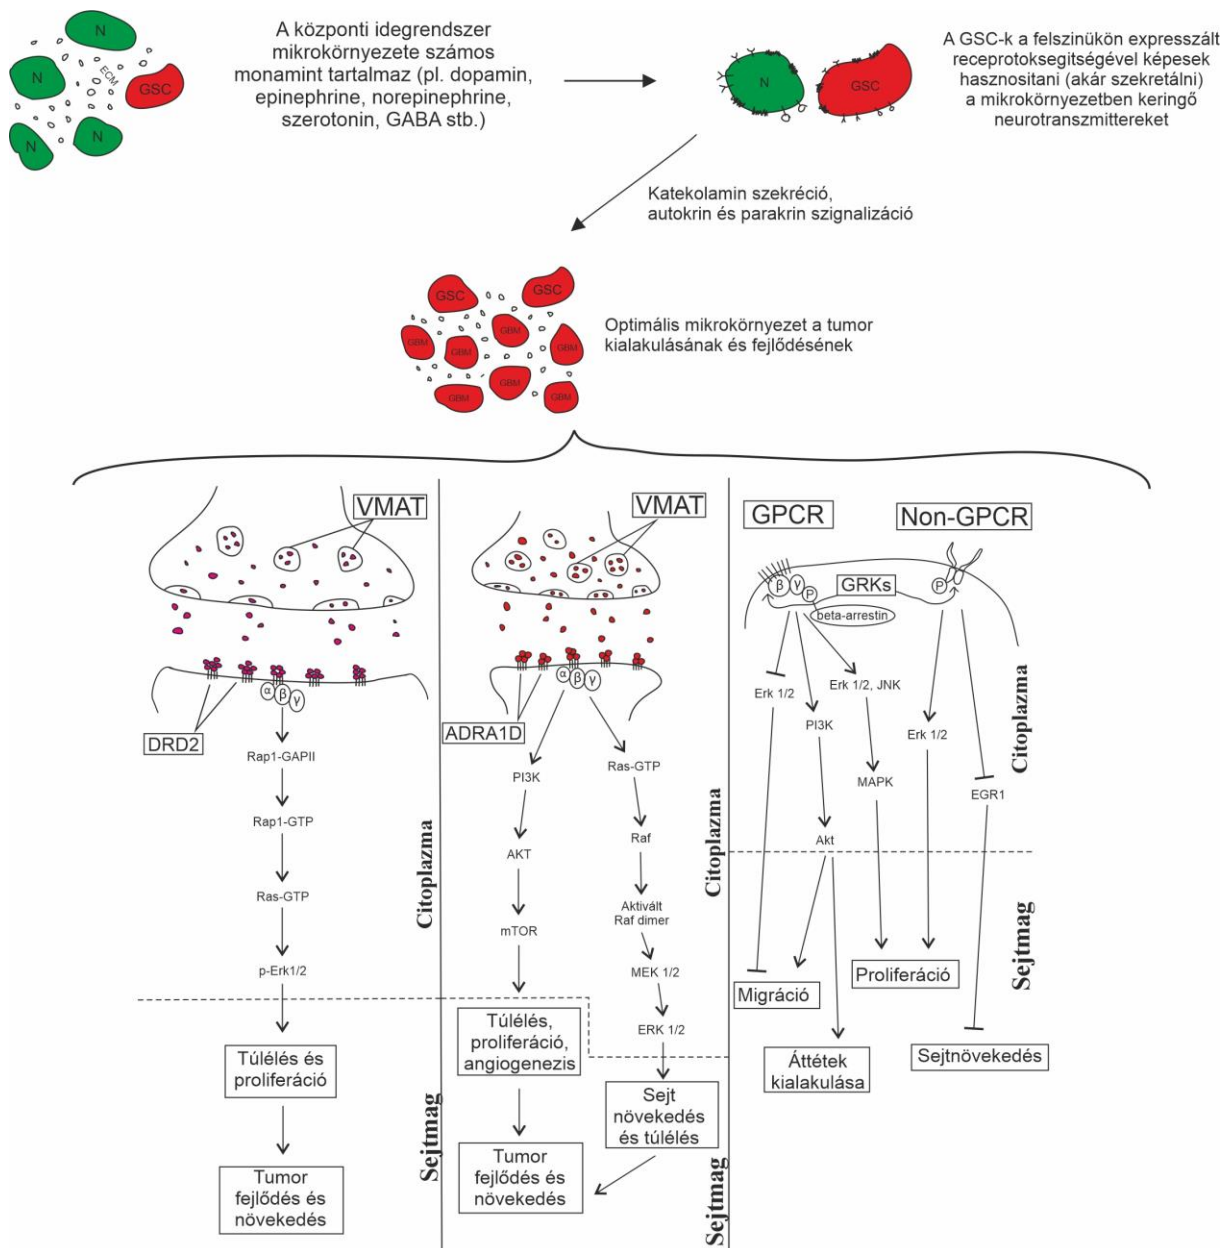 N
N
ECM
GSC
N
N
A központi idegrendszer
mikrokörnyezete számos
monamint tartalmaz (pl. dopamin,
epinephrine, norepinephrine,
szerotonin, GABA stb.)
N
GSC
A GSC-k a felszinükön expresszált
receprotoksegitségével képesek
hasznositani (akár szekretálni)
a mikrokörnyezetben keringő
neurotranszmittereket
Katekolamin szekréció,
autokrin és parakrin szignalizáció
GSC
GSC
GBM
GBM
GBM
GBM
GBM
GBM
GBM
Optimális mikrokörnyezet a tumor
kialakulásának és fejlődésének
VMAT
α
β
γ
DRD2
Rap1-GAPII
Rap1-GTP
Ras-GTP
p-Erk1/2
Túlélés és
proliferáció
Tumor
fejlődés és
növekedés
Citoplazma
Sejtmag
VMAT
α
β
γ
ADRA1D
PI3K
AKT
mTOR
Túlélés,
proliferáció,
angiogenezis
Tumor
fejlődés és
növekedés
Ras-GTP
Raf
Aktivált
Raf dimer
MEK 1/2
ERK 1/2
Sejt
növekedés
és túlélés
Citoplazma
Sejtmag
GPCR
Non-GPCR
β
γ
P
GRKs
P
beta-arrestin
Erk 1/2
PI3K
Erk 1/2, JNK
Erk 1/2
MAPK
EGR1
Akt
Migráció
Proliferáció
Áttétek
kialakulása
Sejtnövekedés
Citoplazma
Sejtmag